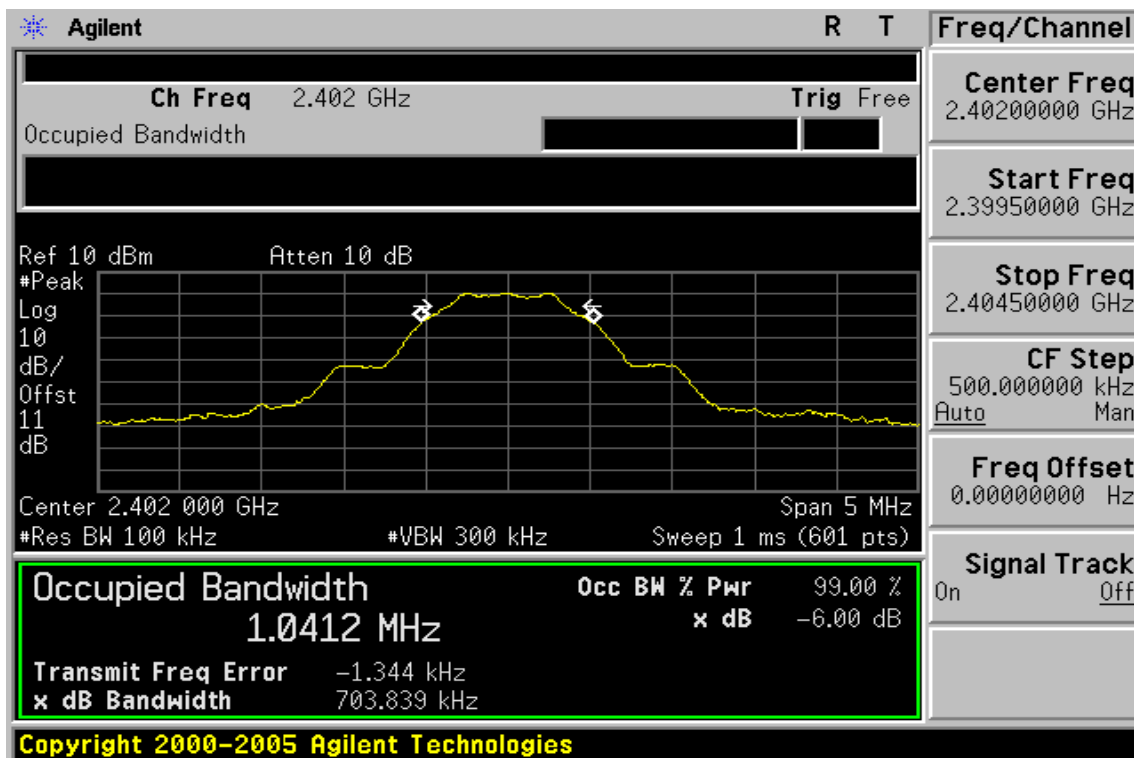 Agilent R T
Freq/Channel
Ch Freq 2.402 GHz Trig Free
Occupied Bandwidth
Center Freq
2.40200000 GHz
Start Freq
2.39950000 GHz
Stop Freq
2.40450000 GHz
CF Step
500.000000 kHz
Auto Man
Freq Offset
0.00000000 Hz
Signal Track
On Off
Ref 10 dBm Atten 10 dB
#Peak
Log
10
dB/
Offst
11
dB
Center 2.402 000 GHz Span 5 MHz
#Res BW 100 kHz #VBW 300 kHz Sweep 1 ms (601 pts)
Occupied Bandwidth
1.0412 MHz
Occ BW % Pwr 99.00 %
x dB -6.00 dB
Transmit Freq Error -1.344 kHz
x dB Bandwidth 703.839 kHz
Copyright 2000-2005 Agilent Technologies